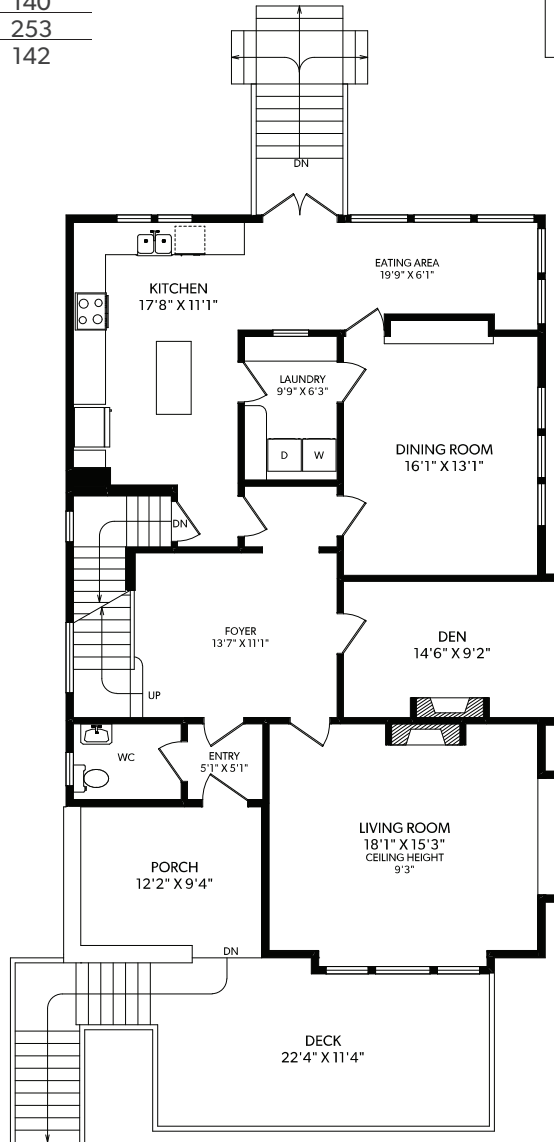 140
253
142
DN
EATING AREA
19'9" X 6'1"
KITCHEN
17'8" X 11'1"
LAUNDRY
9'9" X 6'3"
D W
DINING ROOM
16'1" X 13'1"
DN
FOYER
13'7" X 11'1"
DEN
14'6" X 9'2"
UP
WC
ENTRY
5'1" X 5'1"
LIVING ROOM
18'1" X 15'3"
CEILING HEIGHT
9'3"
PORCH
12'2" X 9'4"
DN
DECK
22'4" X 11'4"